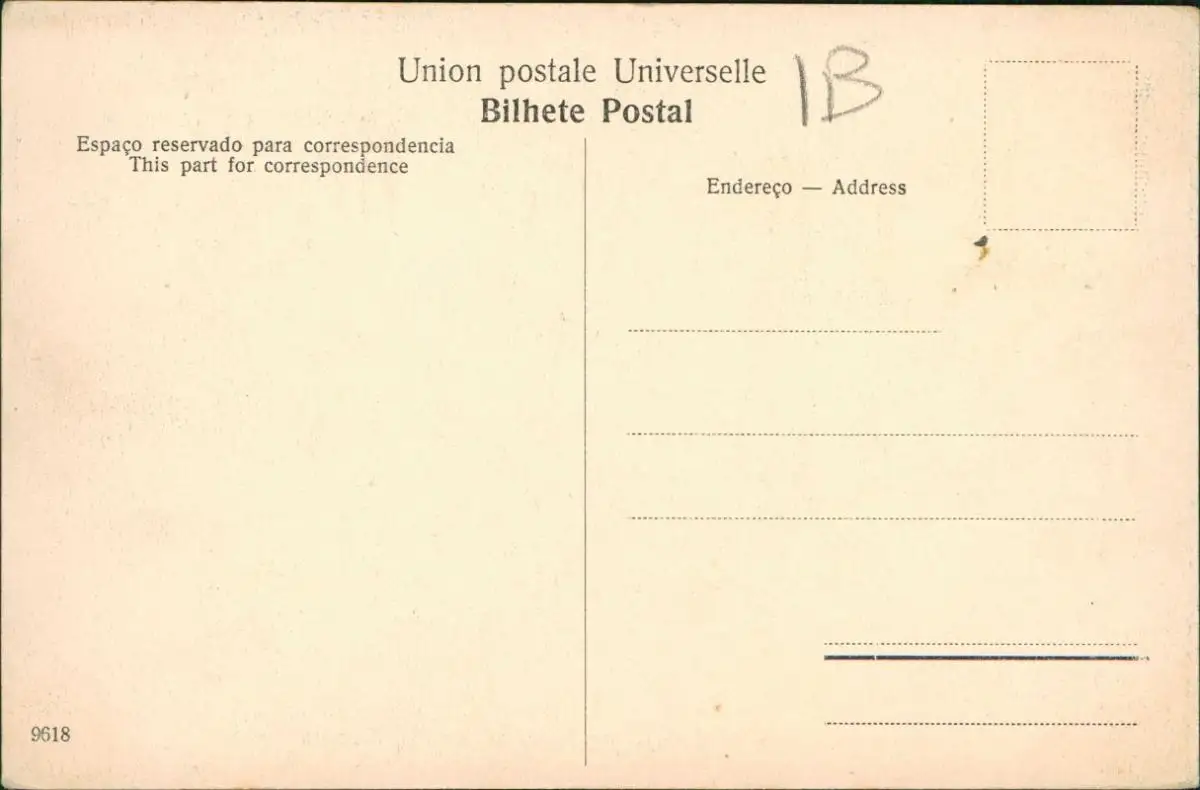 Union postale Universelle
Bilhete Postal
1B
Espaço reservado para correspondencia
This part for correspondence
Endereço — Address
9618